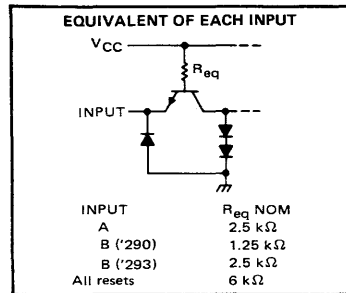 EQUIVALENT OF EACH INPUT
VCC
Req
INPUT
INPUT Req NOM
A 2.5 kΩ
B ('290) 1.25 kΩ
B ('293) 2.5 kΩ
All resets 6 kΩ